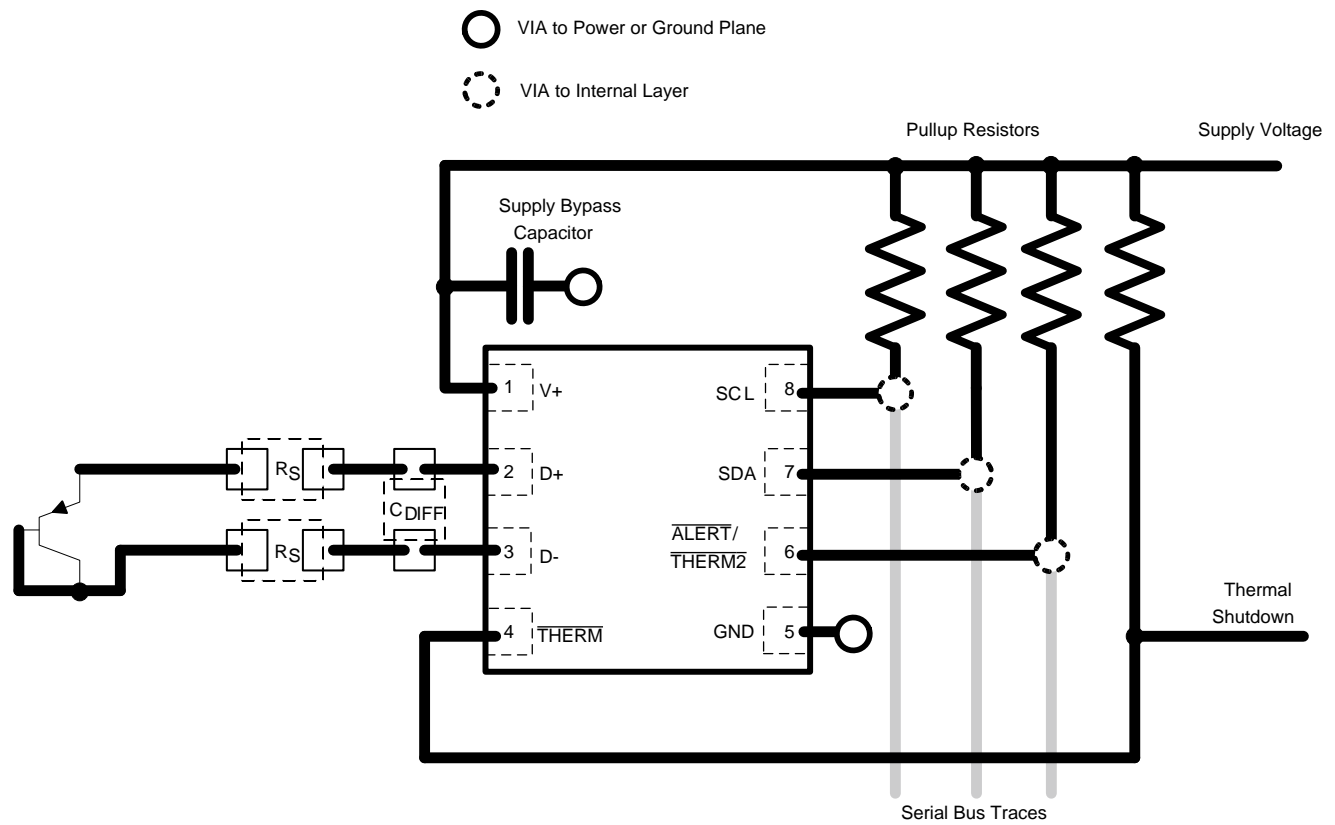 VIA to Power or Ground Plane
VIA to Internal Layer
Pullup Resistors
Supply Voltage
Supply Bypass
Capacitor
1
V+
SCL
8
RS
2
D+
SDA
7
CDIFF
RS
3
D-
ALERT/
THERM2
6
4
THERM
GND
5
Thermal
Shutdown
Serial Bus Traces